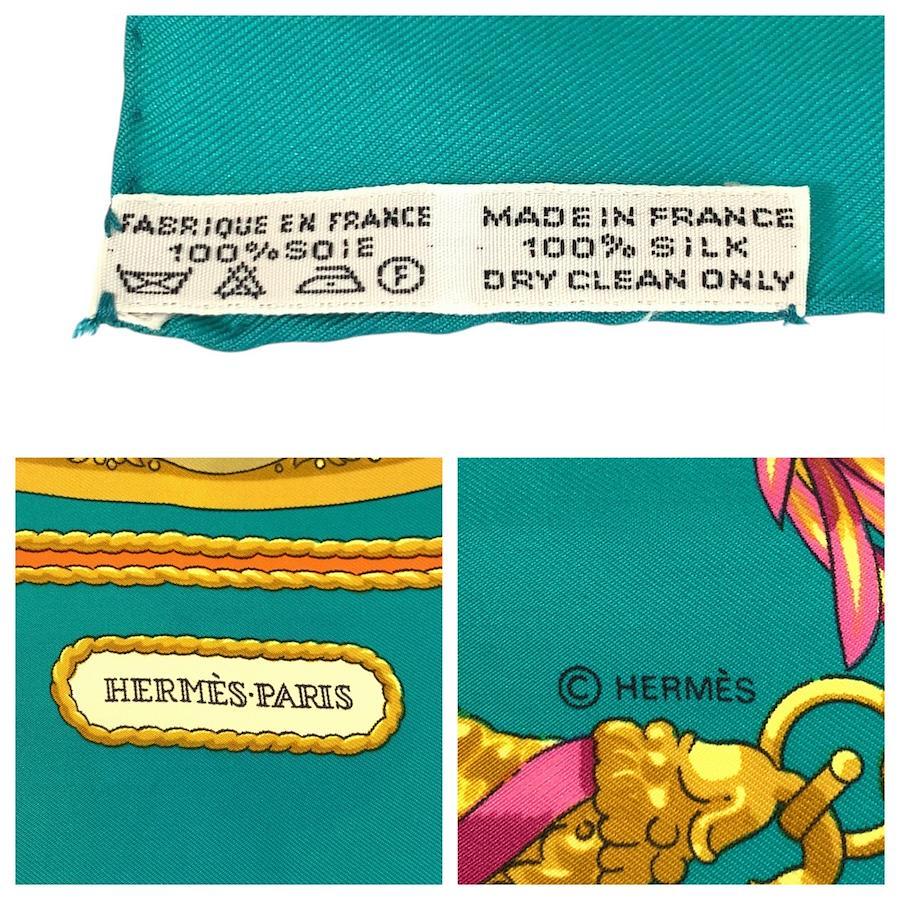 FABRIQUE EN FRANCE
100% SOIE
F
MADE IN FRANCE
100% SILK
DRY CLEAN ONLY
HERMÈS·PARIS
© HERMÈS